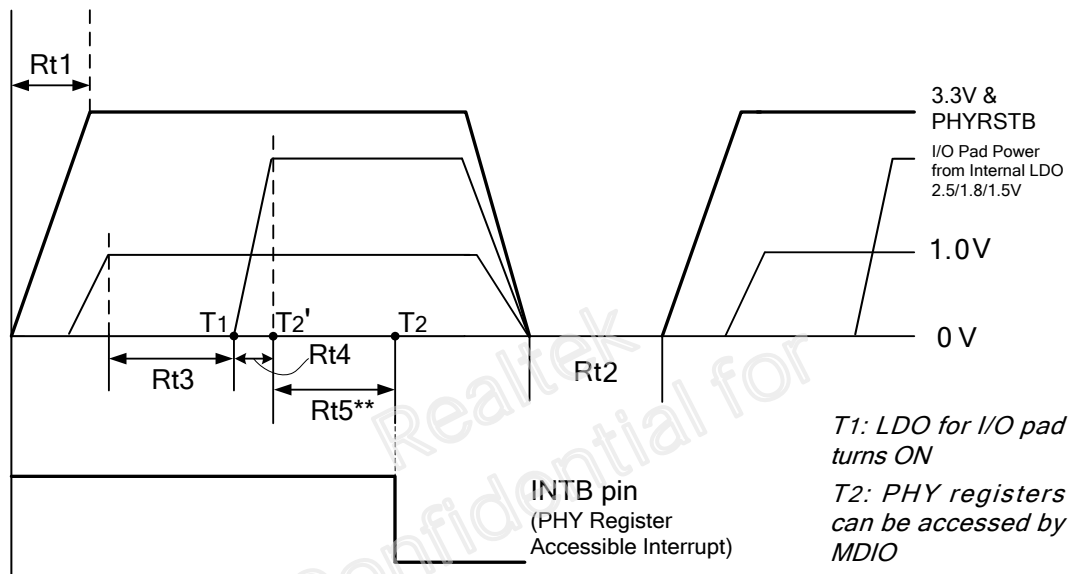 Rt1
3.3V &
PHYRSTB
I/O Pad Power
from Internal LDO
2.5/1.8/1.5V
1.0V
T1
T2'
T2
0V
Rt3
Rt4
Rt5**
Rt2
Realtek
Confidential for
T1: LDO for I/O pad
turns ON
T2: PHY registers
can be accessed by
MDIO
INTB pin
(PHY Register
Accessible Interrupt)